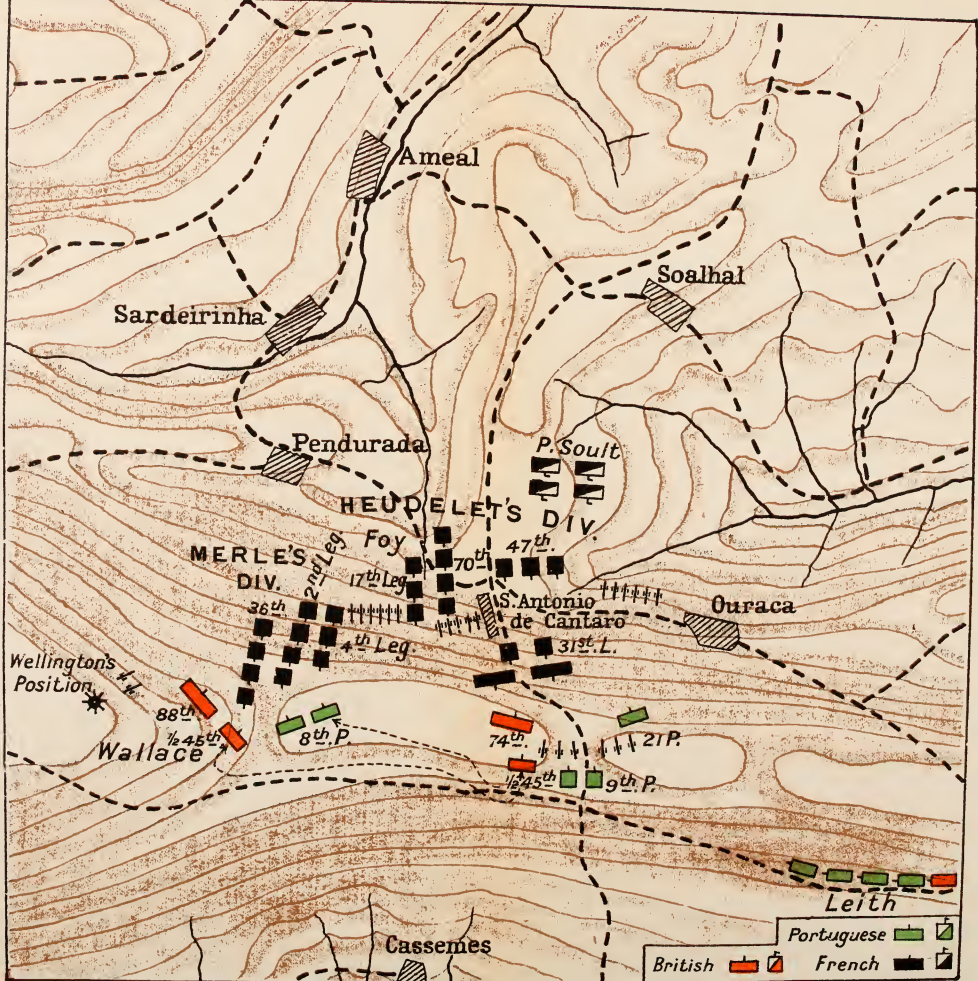 Ameal
Soalhal
Sardeirinha
Pendurada
P. Soult
HEUDELET'S DIV.
Foy
MERLE'S
DIV.
2nd Leg
47th
70th
17th Leg
36th
S. Antonio
de Cantaro
Ouraca
4th Leg.
31st L.
Wellington's
Position
88th
½ 45th
Wallace
8th P.
74th
21 P.
½ 45th
9th P.
Leith
Cassemes
Portuguese
British
French